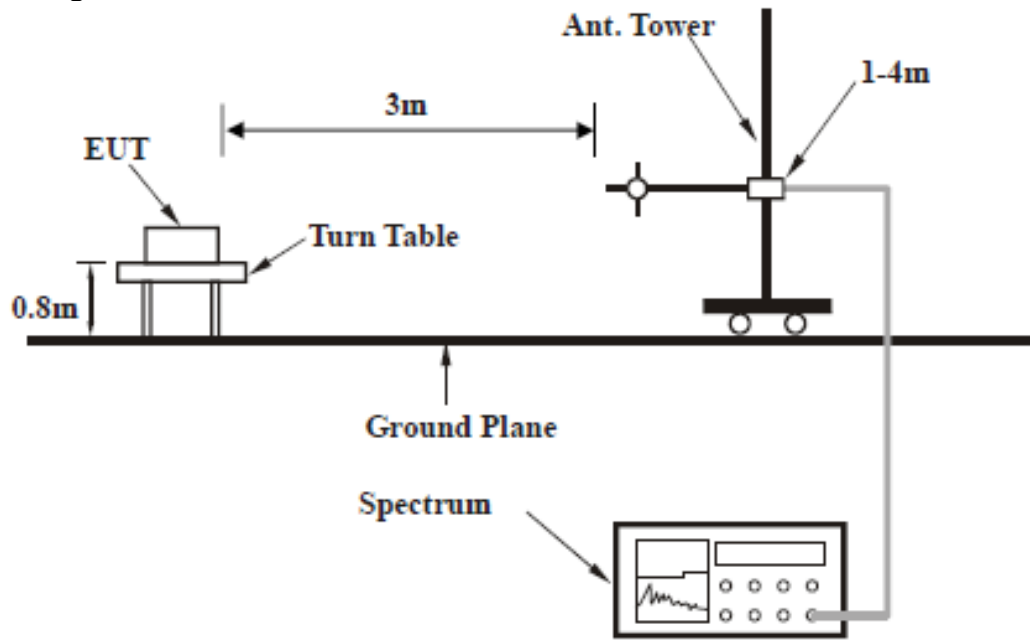 Ant. Tower
1-4m
3m
EUT
Turn Table
0.8m
Ground Plane
Spectrum